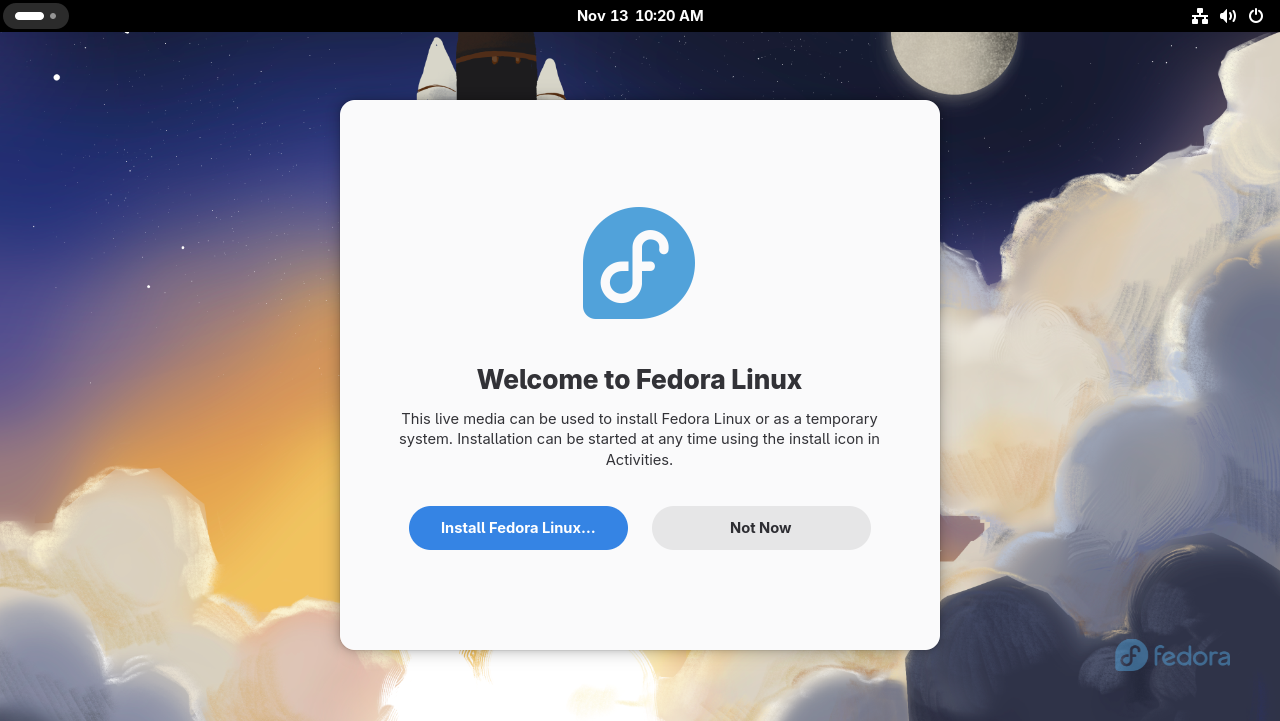 Nov 13 10:20 AM
Welcome to Fedora Linux
This live media can be used to install Fedora Linux or as a temporary
system. Installation can be started at any time using the install icon in
Activities.
Install Fedora Linux…
Not Now
fedora